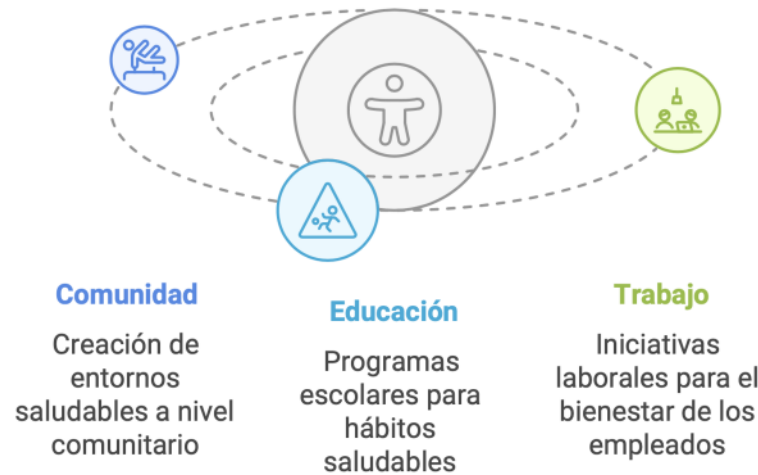 Comunidad
Creación de
entornos
saludables a nivel
comunitario
Educación
Programas
escolares para
hábitos
saludables
Trabajo
Iniciativas
laborales para el
bienestar de los
empleados